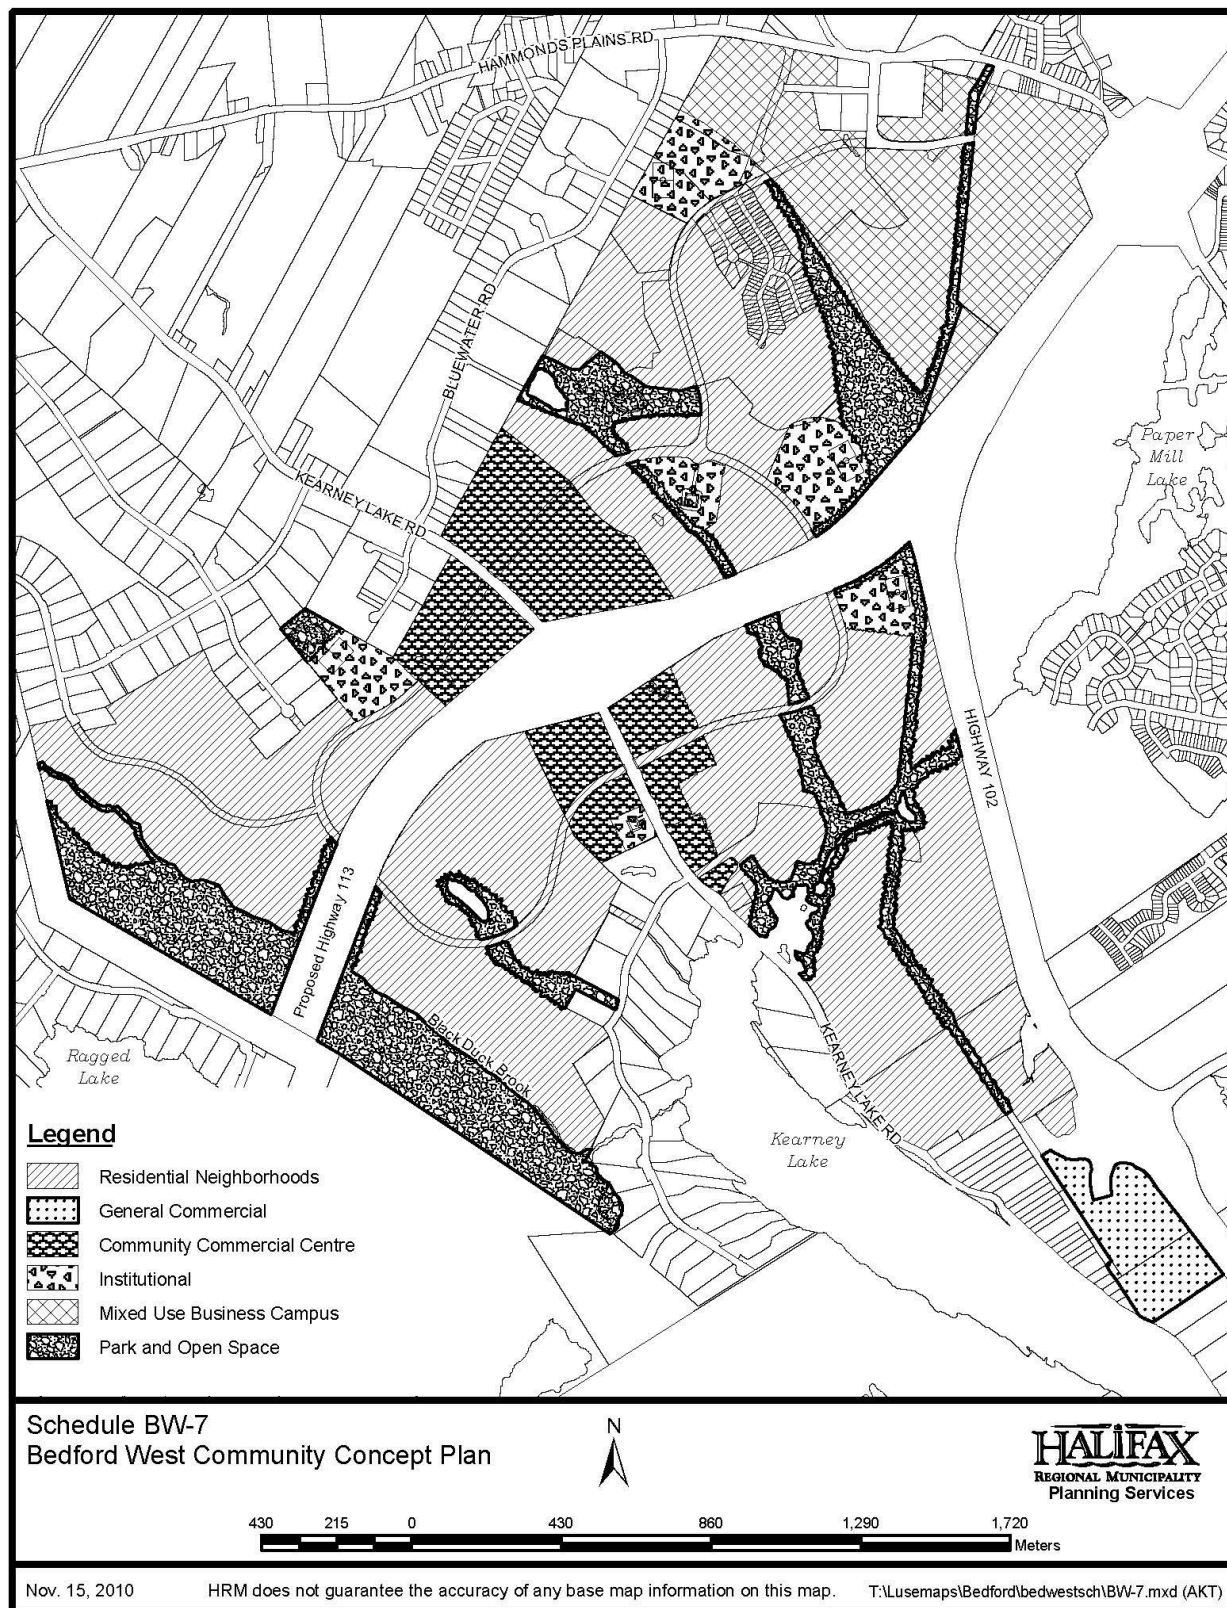 HAMMONDS PLAINS RD
BLUEWATER RD
KEARNEY LAKE RD
Paper
Mill
Lake
HIGHWAY 102
Proposed Highway 113
Black Duck Brook
Ragged
Lake
KEARNEY LAKE RD
Kearney
Lake
Legend
Residential Neighborhoods
General Commercial
Community Commercial Centre
Institutional
Mixed Use Business Campus
Park and Open Space
Schedule BW-7
Bedford West Community Concept Plan
N
HALIFAX
REGIONAL MUNICIPALITY
Planning Services
430 215 0 430 860 1,290 1,720
Meters
Nov. 15, 2010 HRM does not guarantee the accuracy of any base map information on this map. T:\Lusemaps\Bedford\bedwestsch\BW-7.mxd (AKT)